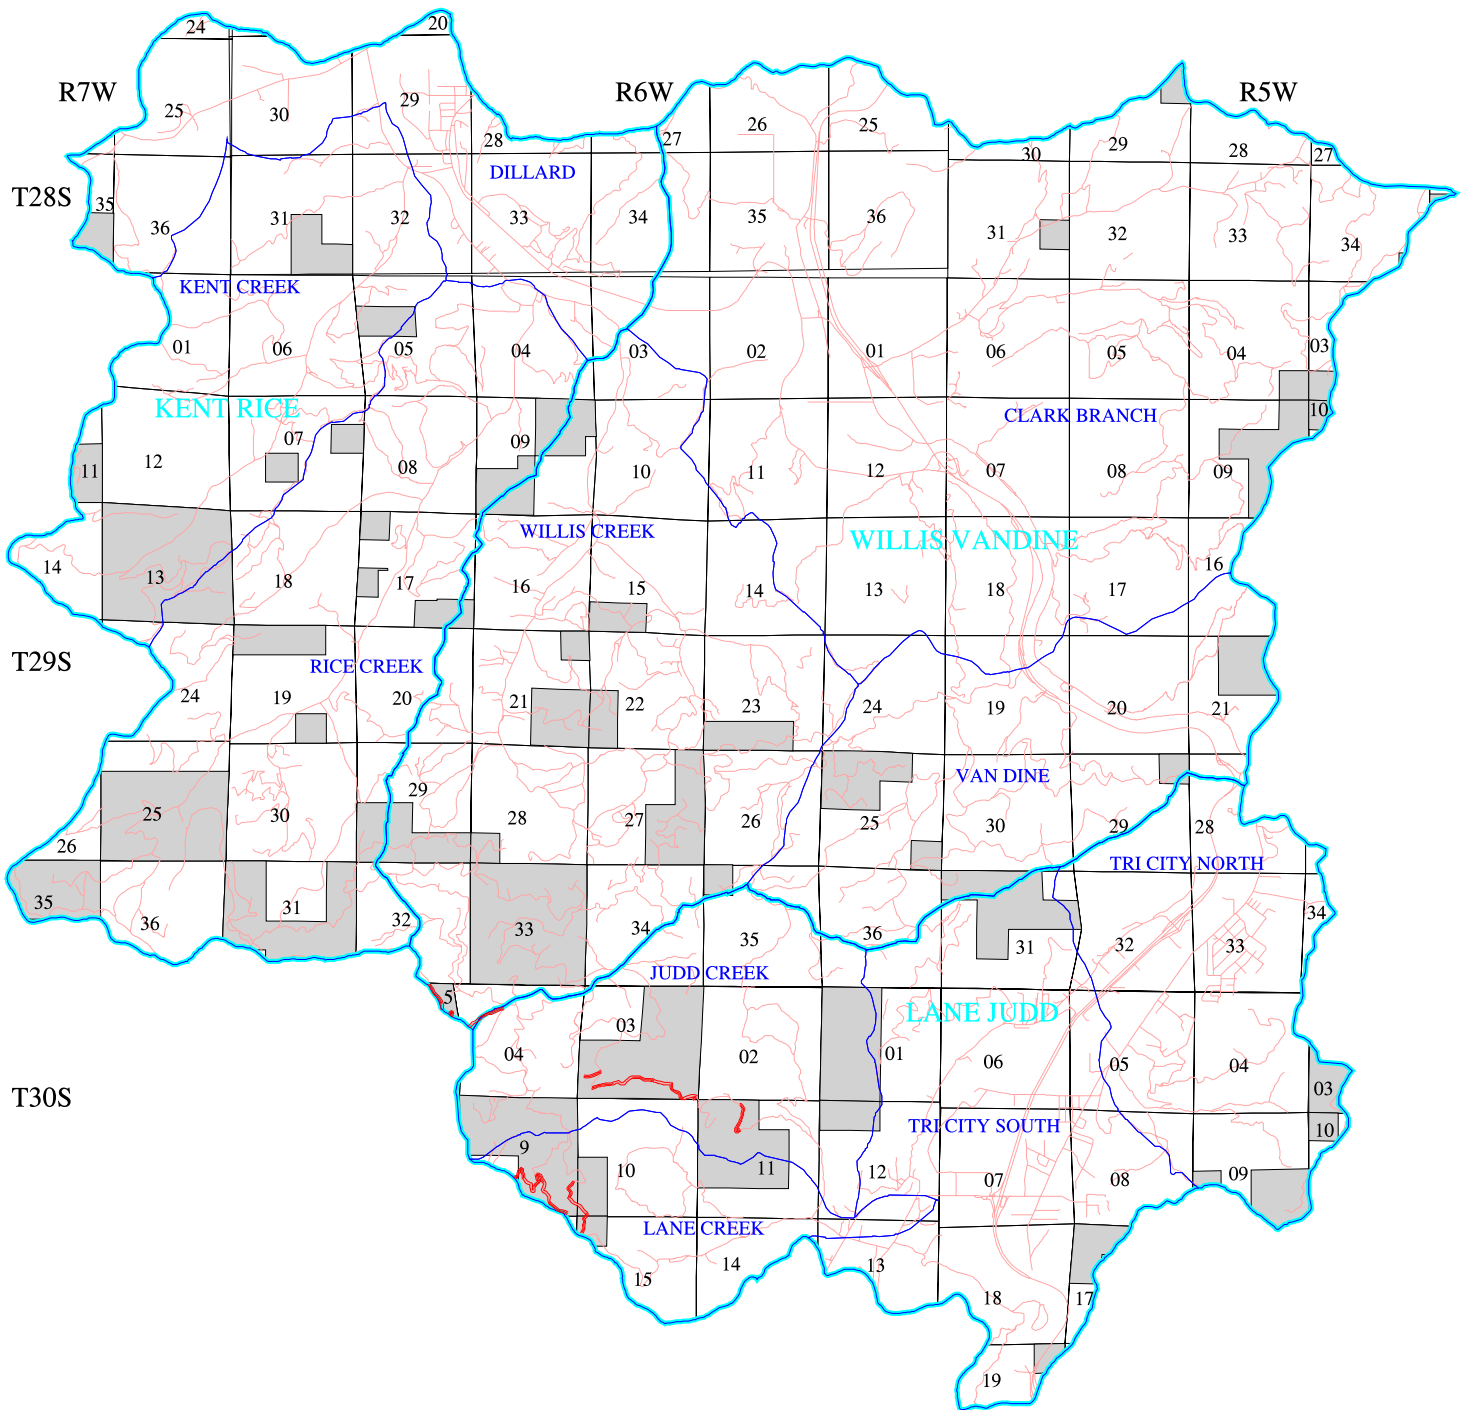 24 20
R7W R6W R5W
25 30 29 28 27 26 25 30 29 28 27
DILLARD
T28S
35 36 31 32 33 34 35 36 31 32 33 34
KENT CREEK
01 06 05 04 03 02 01 06 05 04 03
KENT RICE CLARK BRANCH
11 12 07 08 09 10 11 12 07 08 09 10
WILLIS CREEK WILLIS VANDINE
14 13 18 17 16 15 14 13 18 17 16
T29S RICE CREEK
24 19 20 21 22 23 24 19 20 21
VAN DINE
26 25 30 29 28 27 26 25 30 29 28
TRI CITY NORTH
35 36 31 32 33 34 35 36 31 32 33 34
JUDD CREEK
5 LANE JUDD
04 03 02 01 06 05 04 03
T30S
TRI CITY SOUTH
9 10 11 12 07 08 09 10
LANE CREEK
15 14 13 18 17
19